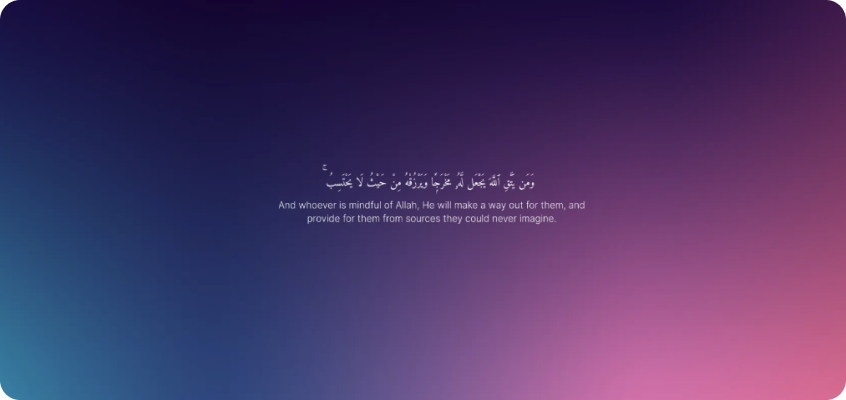 وَمَن يَتَّقِ ٱللَّهَ يَجْعَل لَّهُۥ مَخْرَجًۭا وَيَرْزُقْهُ مِنْ حَيْثُ لَا يَحْتَسِبُ ۚ
And whoever is mindful of Allah, He will make a way out for them, and
provide for them from sources they could never imagine.